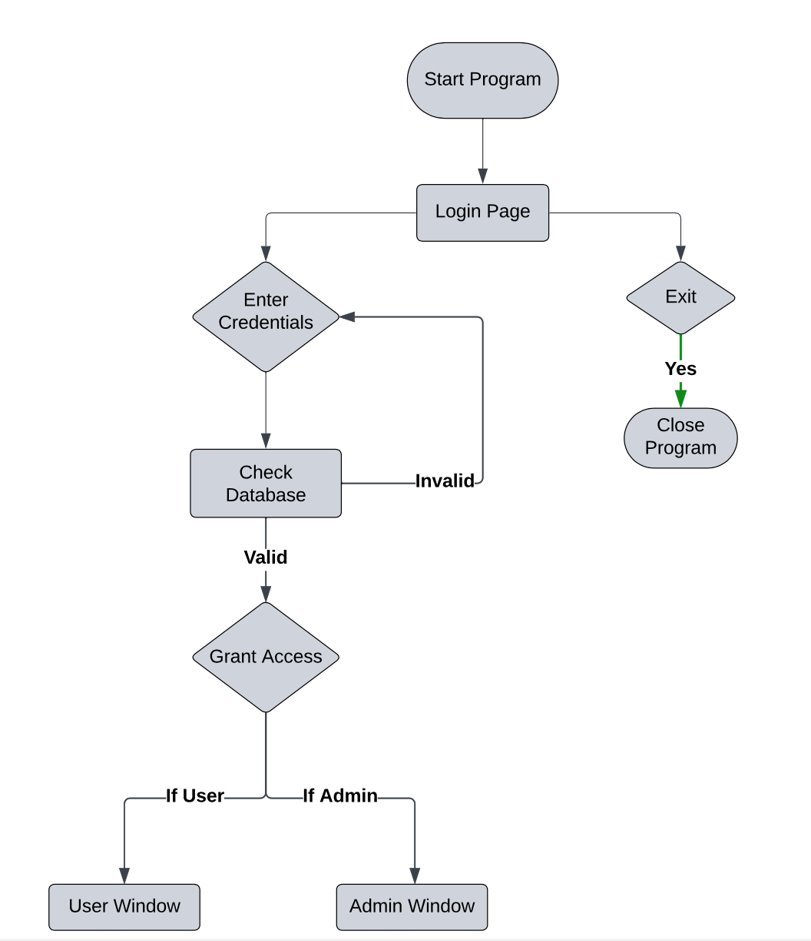 Start Program
Login Page
Enter
Credentials
Exit
Yes
Close
Program
Check
Database
Invalid
Valid
Grant Access
If User
If Admin
User Window
Admin Window